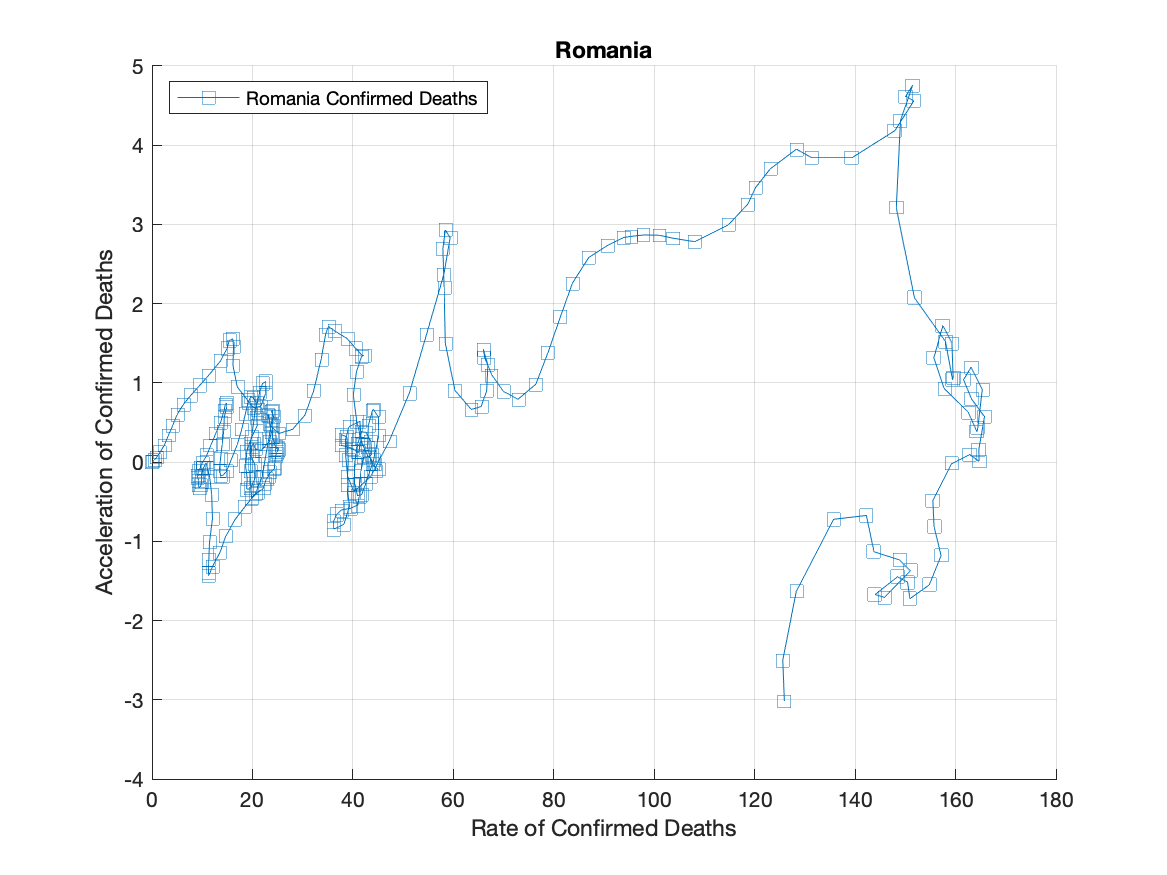 Romania
Romania Confirmed Deaths
Acceleration of Confirmed Deaths
5
4
3
2
1
0
-1
-2
-3
-4
0 20 40 60 80 100 120 140 160 180
Rate of Confirmed Deaths